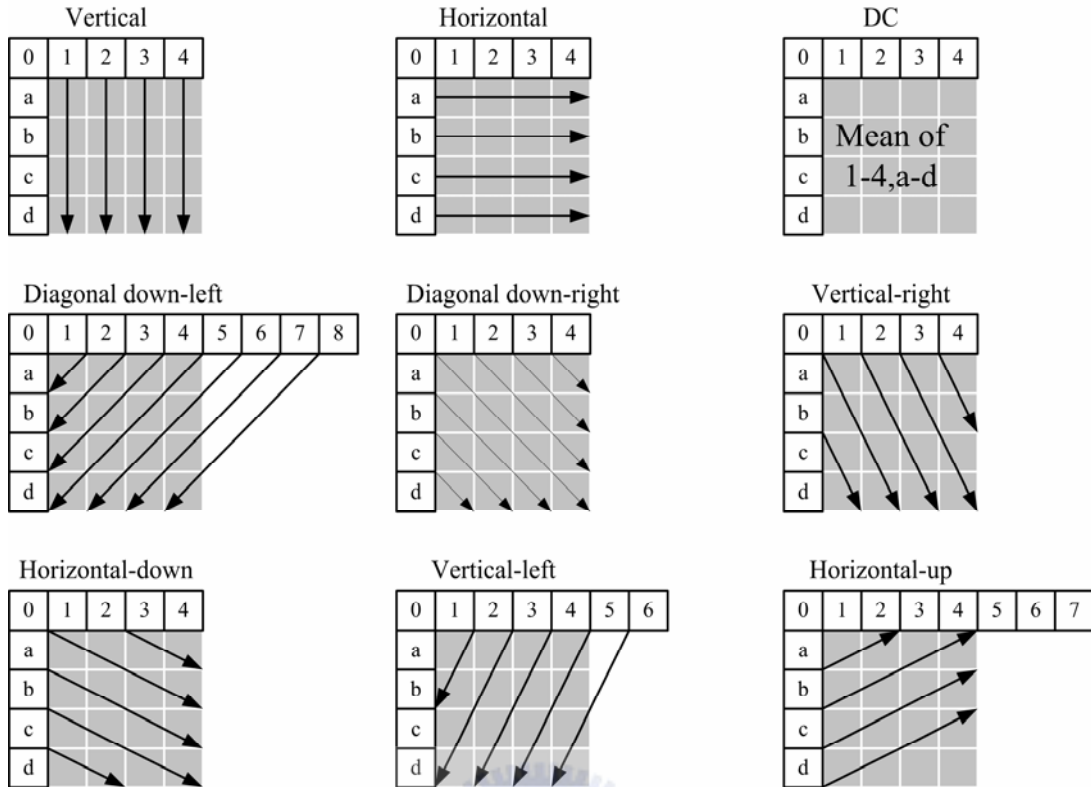 Vertical
0 1 2 3 4
a
b
c
d
Horizontal
0 1 2 3 4
a
b
c
d
DC
0 1 2 3 4
a
b
c
d
Mean of
1-4,a-d
Diagonal down-left
0 1 2 3 4 5 6 7 8
a
b
c
d
Diagonal down-right
0 1 2 3 4
a
b
c
d
Vertical-right
0 1 2 3 4
a
b
c
d
Horizontal-down
0 1 2 3 4
a
b
c
d
Vertical-left
0 1 2 3 4 5 6
a
b
c
d
Horizontal-up
0 1 2 3 4 5 6 7
a
b
c
d